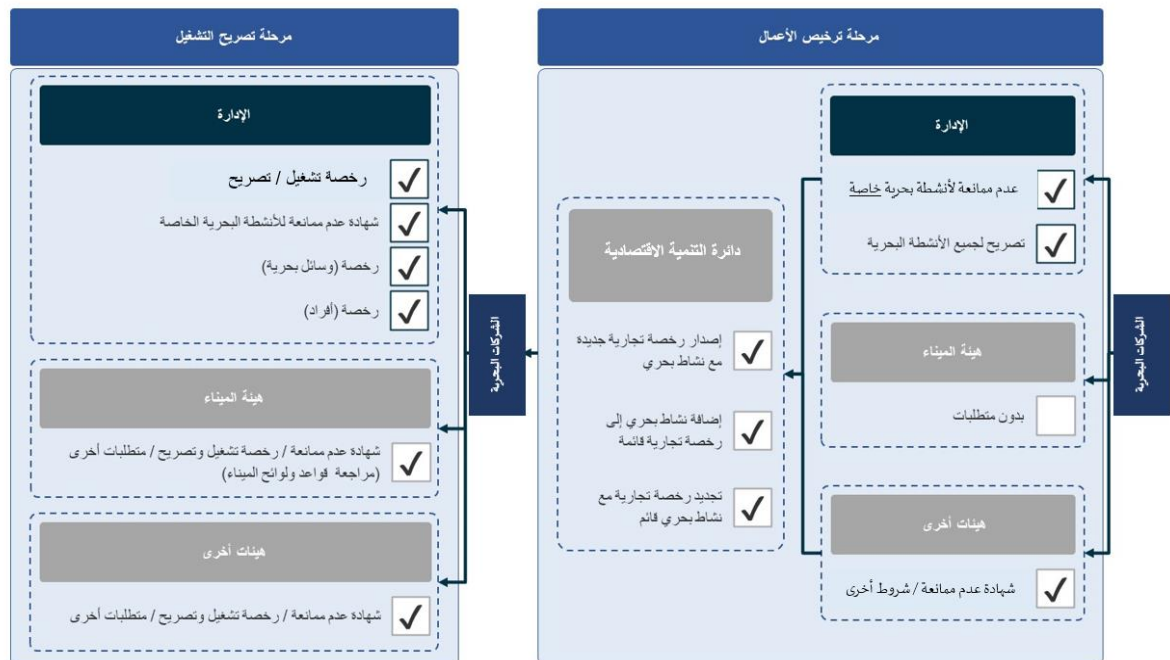 مرحلة ترخيص الأعمال
الشركات البحرية
الإدارة
عدم ممانعة لأنشطة بحرية خاصة
تصريح لجميع الأنشطة البحرية
هيئة الميناء
بدون متطلبات
هيئات أخرى
شهادة عدم ممانعة / شروط أخرى
دائرة التنمية الاقتصادية
إصدار رخصة تجارية جديدة
مع نشاط بحري
إضافة نشاط بحري إلى
رخصة تجارية قائمة
تجديد رخصة تجارية مع
نشاط بحري قائم
مرحلة تصريح التشغيل
الشركات البحرية
الإدارة
رخصة تشغيل / تصريح
شهادة عدم ممانعة للأنشطة البحرية الخاصة
رخصة (وسائل بحرية)
رخصة (أفراد)
هيئة الميناء
شهادة عدم ممانعة / رخصة تشغيل وتصريح / متطلبات أخرى
(مراجعة قواعد ولوائح الميناء)
هيئات أخرى
شهادة عدم ممانعة / رخصة تشغيل وتصريح / متطلبات أخرى